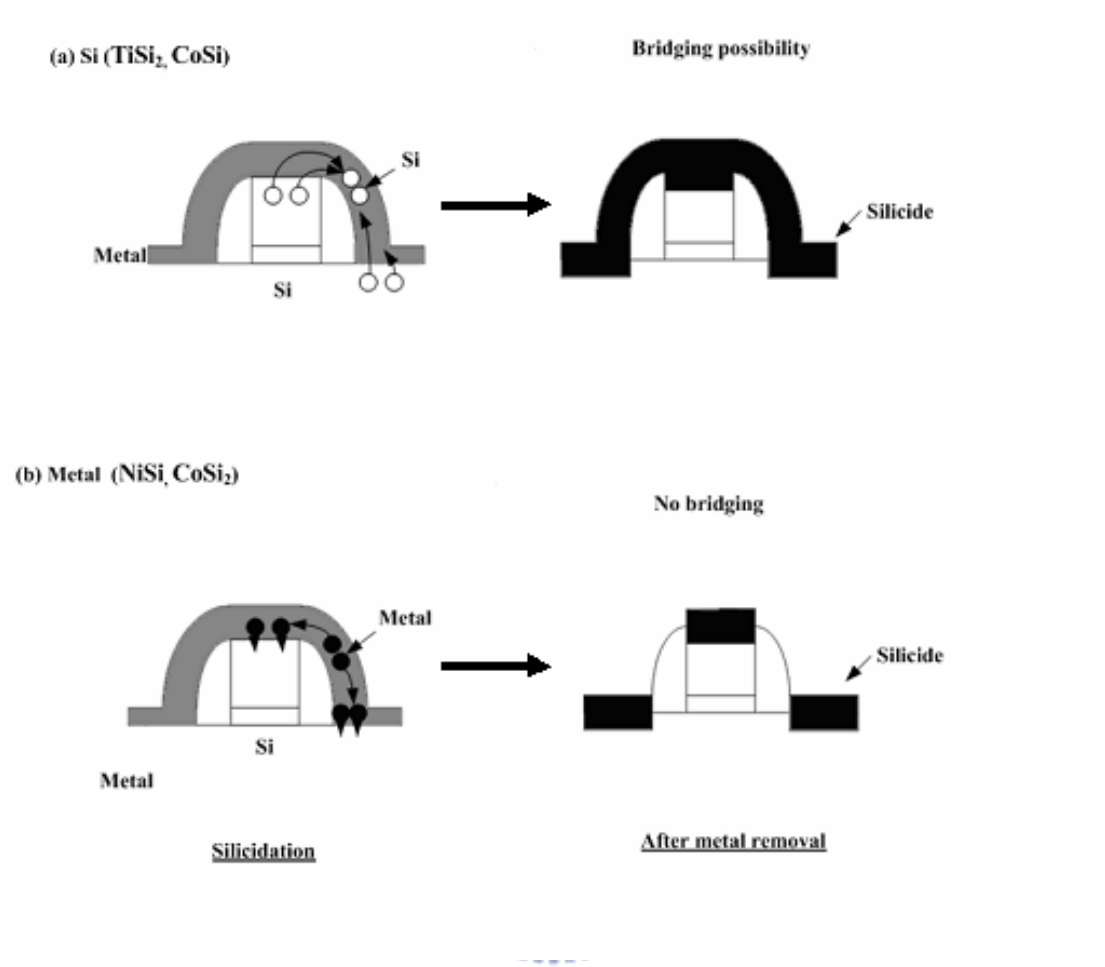 (a) Si (TiSi₂, CoSi)
Bridging possibility
Si
Metal
Si
Silicide
(b) Metal (NiSi, CoSi₂)
No bridging
Metal
Si
Silicide
Metal
Silicidation
After metal removal